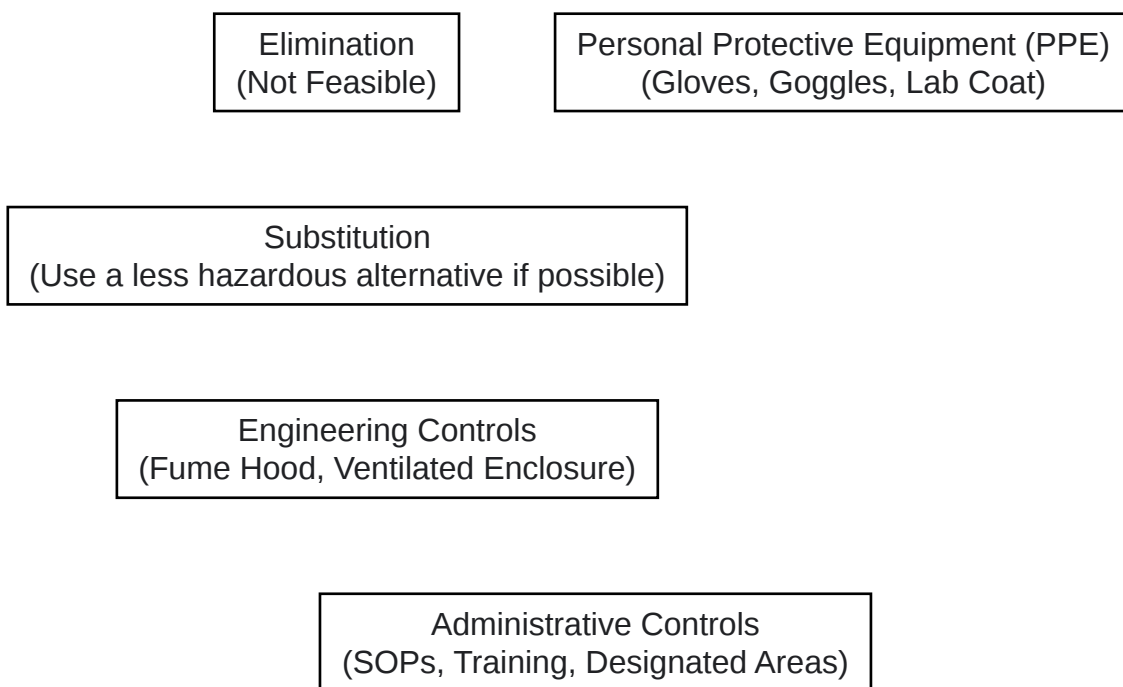 Elimination
(Not Feasible)
Personal Protective Equipment (PPE)
(Gloves, Goggles, Lab Coat)
Substitution
(Use a less hazardous alternative if possible)
Engineering Controls
(Fume Hood, Ventilated Enclosure)
Administrative Controls
(SOPs, Training, Designated Areas)